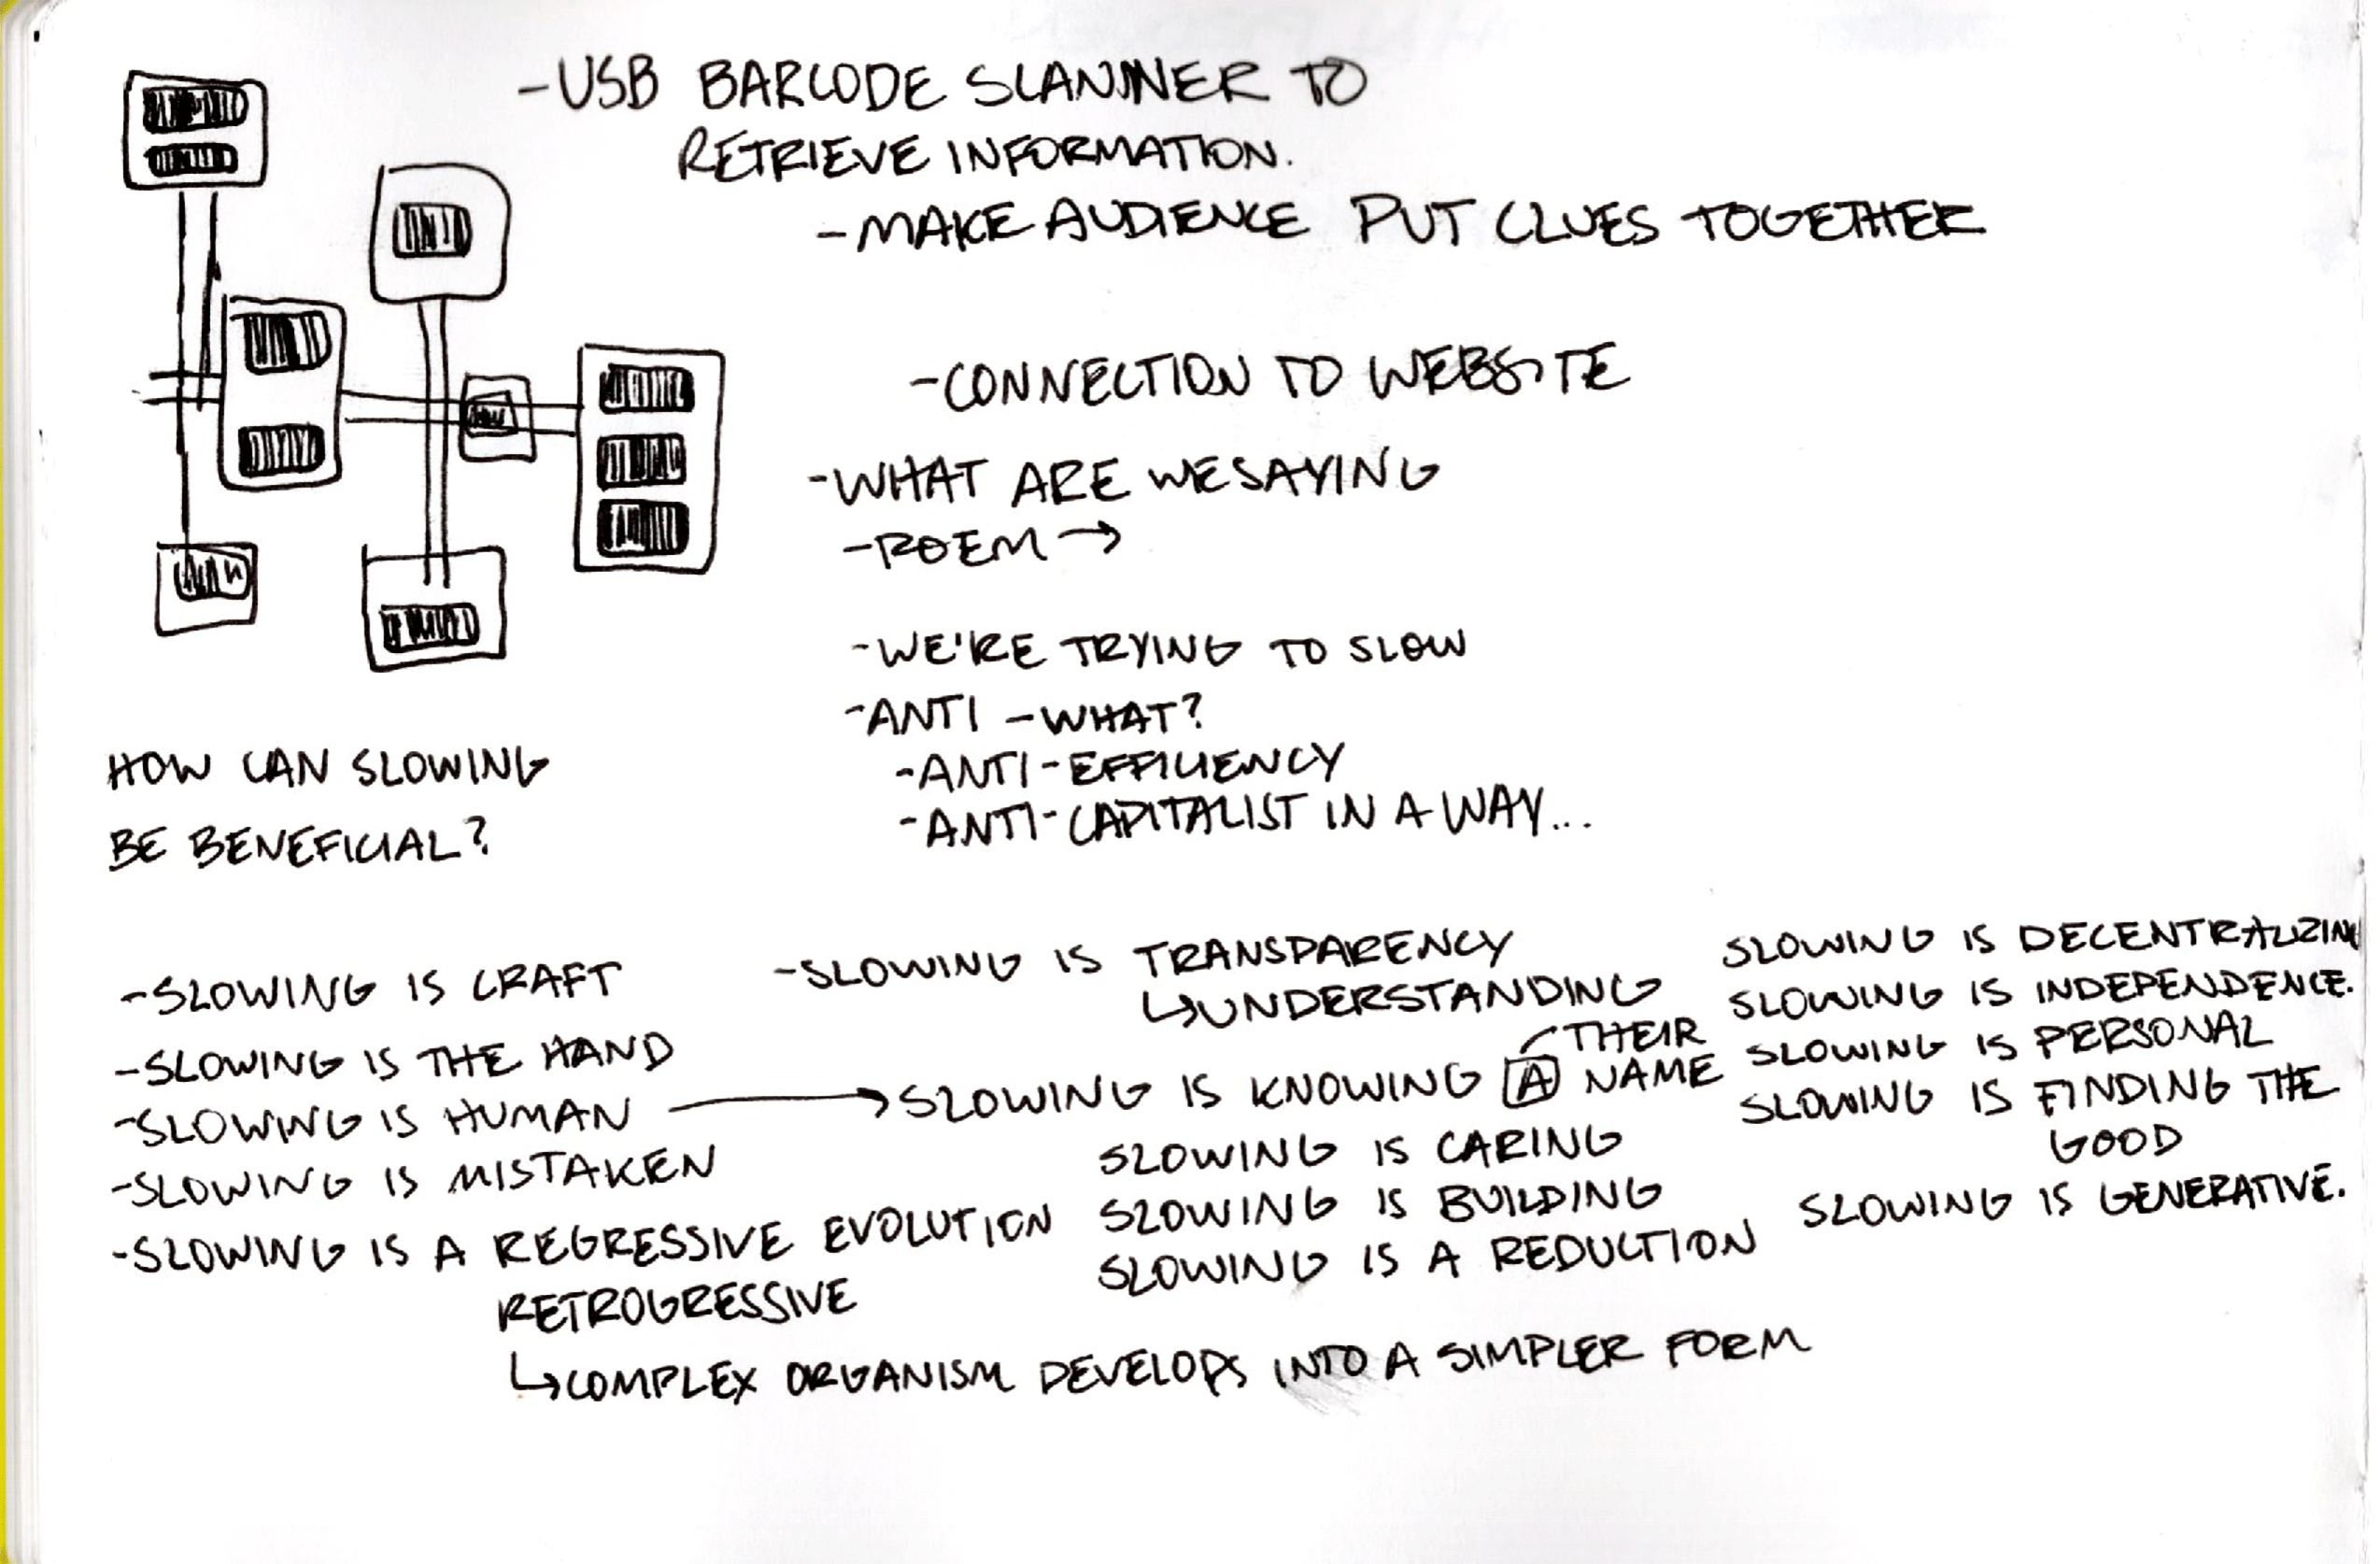 -USB BARCODE SCANNER TO
RETRIEVE INFORMATION.
-MAKE AUDIENCE PUT CLUES TOGETHER
-CONNECTION TO WEBSITE
-WHAT ARE WE SAYING
-POEM →
-WE'RE TRYING TO SLOW
-ANTI -WHAT?
-ANTI-EFFICIENCY
-ANTI-CAPITALIST IN A WAY...
HOW CAN SLOWING
BE BENEFICIAL?
-SLOWING IS CRAFT
-SLOWING IS THE HAND
-SLOWING IS HUMAN
-SLOWING IS MISTAKEN
-SLOWING IS A REGRESSIVE EVOLUTION
RETROGRESSIVE
↳COMPLEX ORGANISM DEVELOPS INTO A SIMPLER FORM
-SLOWING IS TRANSPARENCY
↳UNDERSTANDING
THEIR
→SLOWING IS KNOWING A NAME
SLOWING IS CARING
SLOWING IS BUILDING
SLOWING IS A REDUCTION
SLOWING IS DECENTRALIZING
SLOWING IS INDEPENDENCE.
SLOWING IS PERSONAL
SLOWING IS FINDING THE
GOOD
SLOWING IS GENERATIVE.